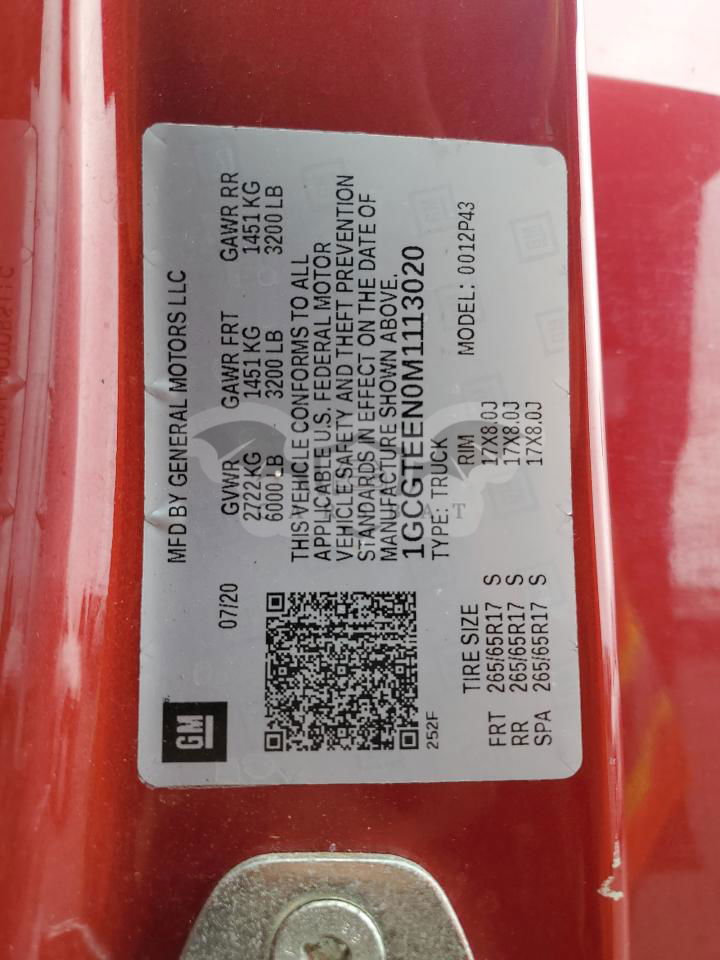 GM
MFD BY GENERAL MOTORS LLC
07/20
GVWR GAWR FRT GAWR RR
2722 KG 1451 KG 1451 KG
6000 LB 3200 LB 3200 LB
THIS VEHICLE CONFORMS TO ALL
APPLICABLE U.S. FEDERAL MOTOR
VEHICLE SAFETY AND THEFT PREVENTION
STANDARDS IN EFFECT ON THE DATE OF
MANUFACTURE SHOWN ABOVE.
1GCGTEEN0M1113020
252F
TYPE: TRUCK MODEL: 0012P43
TIRE SIZE RIM
FRT 265/65R17 S 17X8.0J
RR 265/65R17 S 17X8.0J
SPA 265/65R17 S 17X8.0J